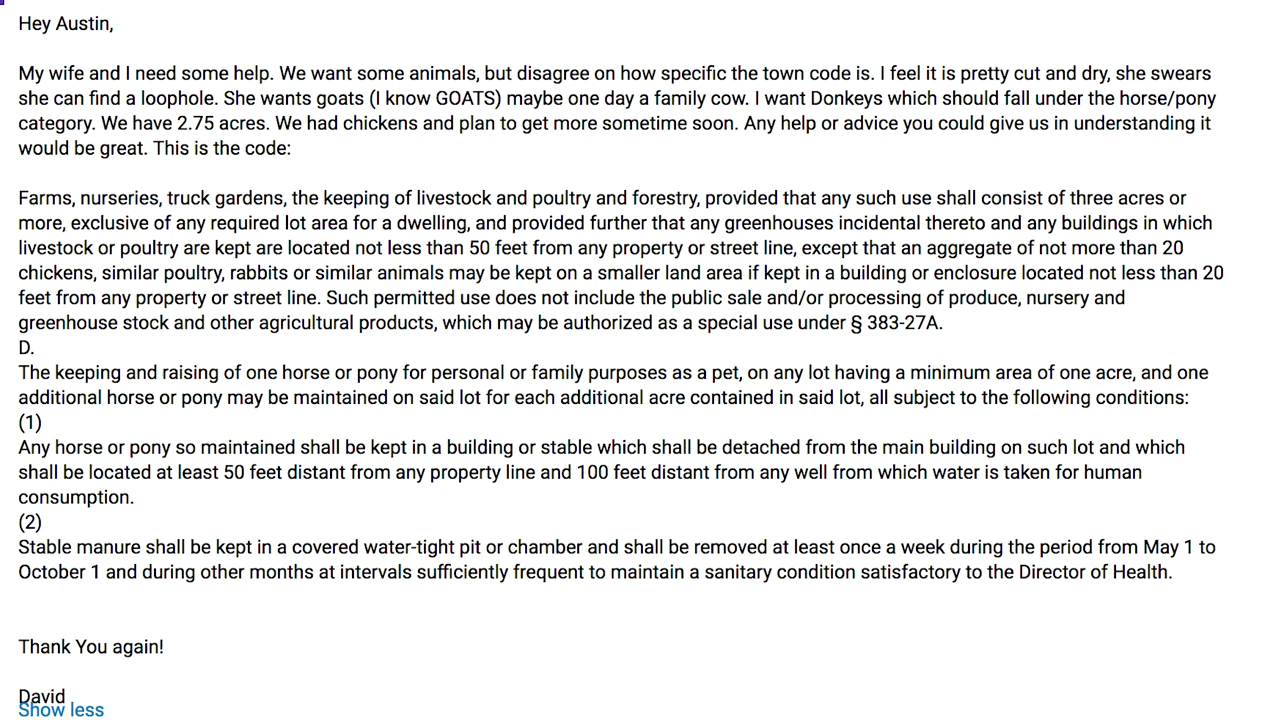 Hey Austin,
My wife and I need some help. We want some animals, but disagree on how specific the town code is. I feel it is pretty cut and dry, she swears
she can find a loophole. She wants goats (I know GOATS) maybe one day a family cow. I want Donkeys which should fall under the horse/pony
category. We have 2.75 acres. We had chickens and plan to get more sometime soon. Any help or advice you could give us in understanding it
would be great. This is the code:
Farms, nurseries, truck gardens, the keeping of livestock and poultry and forestry, provided that any such use shall consist of three acres or
more, exclusive of any required lot area for a dwelling, and provided further that any greenhouses incidental thereto and any buildings in which
livestock or poultry are kept are located not less than 50 feet from any property or street line, except that an aggregate of not more than 20
chickens, similar poultry, rabbits or similar animals may be kept on a smaller land area if kept in a building or enclosure located not less than 20
feet from any property or street line. Such permitted use does not include the public sale and/or processing of produce, nursery and
greenhouse stock and other agricultural products, which may be authorized as a special use under § 383-27A.
D.
The keeping and raising of one horse or pony for personal or family purposes as a pet, on any lot having a minimum area of one acre, and one
additional horse or pony may be maintained on said lot for each additional acre contained in said lot, all subject to the following conditions:
(1)
Any horse or pony so maintained shall be kept in a building or stable which shall be detached from the main building on such lot and which
shall be located at least 50 feet distant from any property line and 100 feet distant from any well from which water is taken for human
consumption.
(2)
Stable manure shall be kept in a covered water-tight pit or chamber and shall be removed at least once a week during the period from May 1 to
October 1 and during other months at intervals sufficiently frequent to maintain a sanitary condition satisfactory to the Director of Health.
Thank You again!
David
Show less